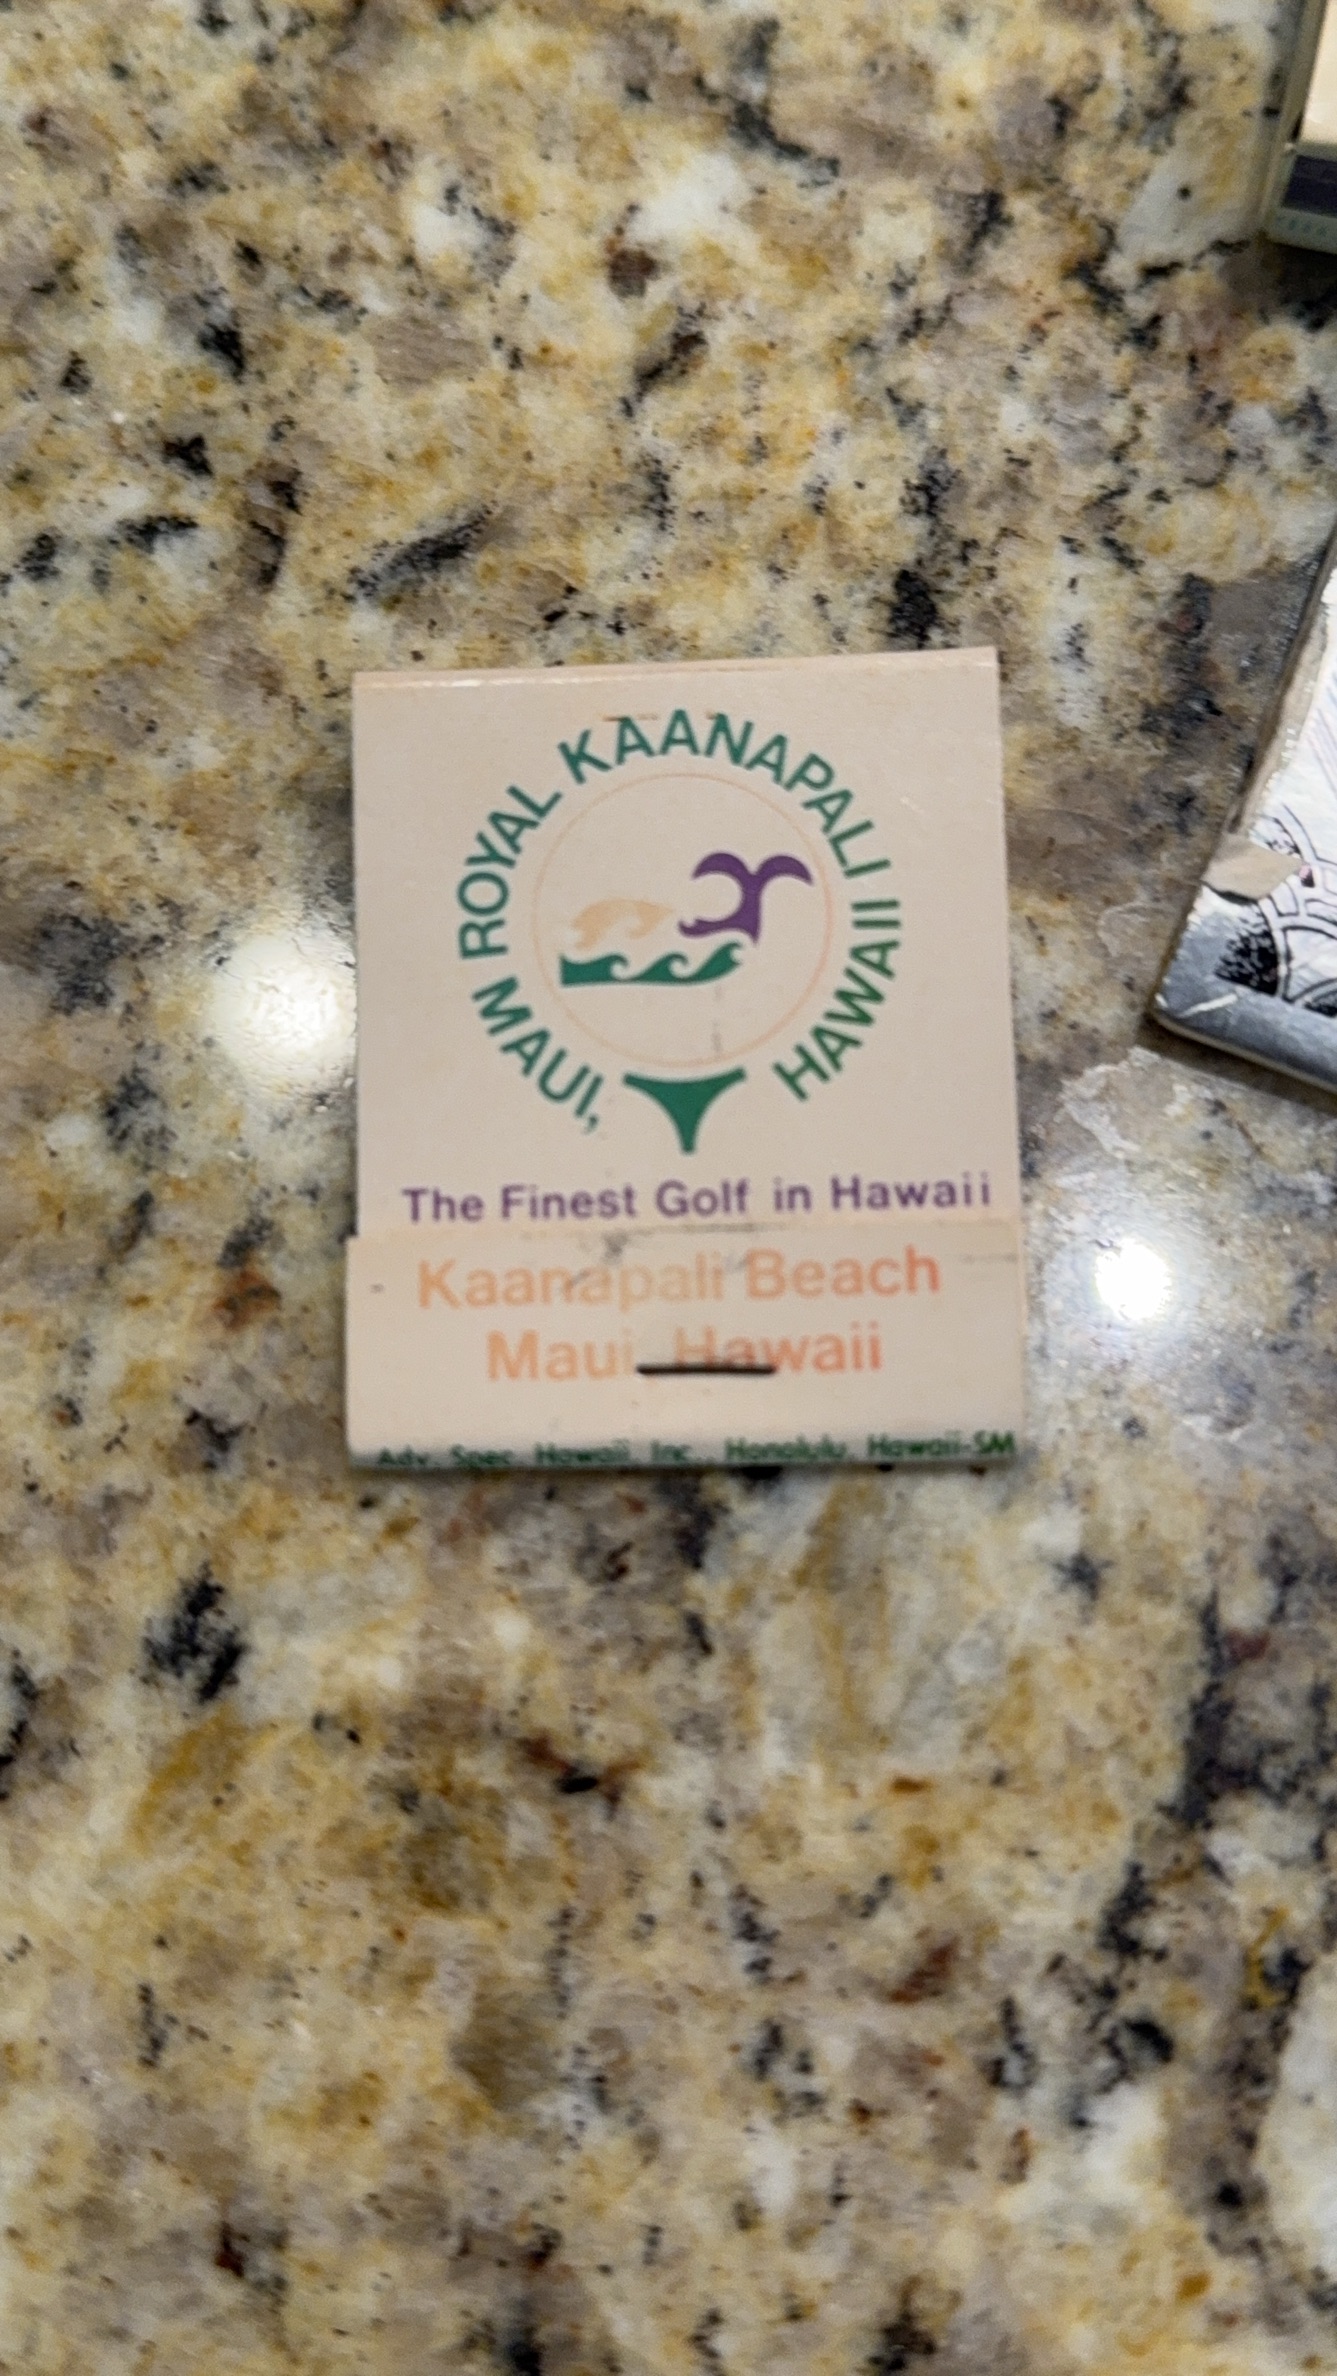 MAUI, ROYAL KAANAPALI II HAWAII
The Finest Golf in Hawaii
Kaanapali Beach
Maui, Hawaii
Adv. Spec. Hawaii, Inc., Honolulu, Hawaii-SM